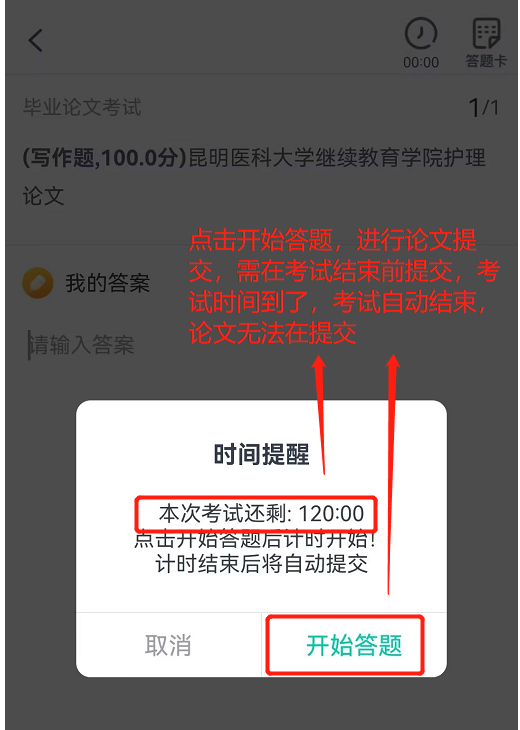 00:00
答题卡
毕业论文考试
1/1
(写作题,100.0分)昆明医科大学继续教育学院护理
论文
点击开始答题，进行论文提
交，需在考试结束前提交，考
试时间到了，考试自动结束，
论文无法在提交
我的答案
请输入答案
时间提醒
本次考试还剩: 120:00
点击开始答题后计时开始!
计时结束后将自动提交
取消
开始答题